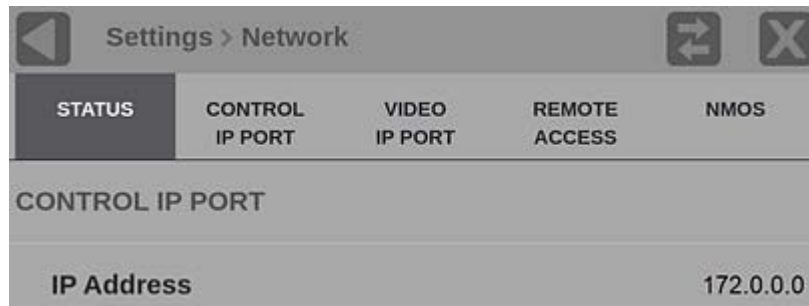 Settings > Network
STATUS
CONTROL
IP PORT
VIDEO
IP PORT
REMOTE
ACCESS
NMOS
CONTROL IP PORT
IP Address 172.0.0.0